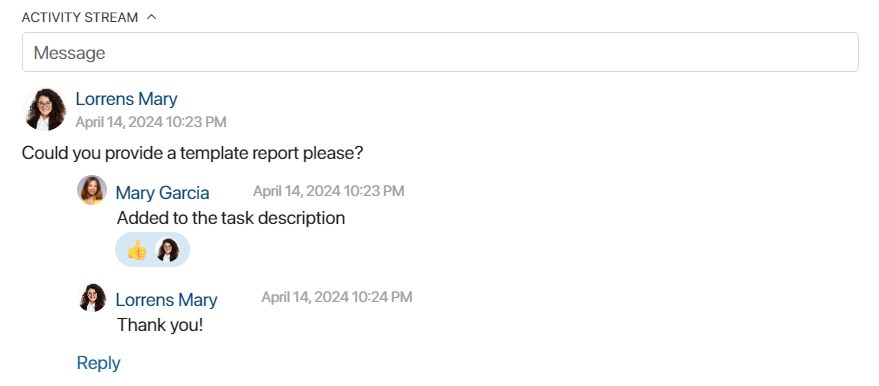 ACTIVITY STREAM
Message
Lorrens Mary
April 14, 2024 10:23 PM
Could you provide a template report please?
Mary Garcia April 14, 2024 10:23 PM
Added to the task description
Lorrens Mary April 14, 2024 10:24 PM
Thank you!
Reply